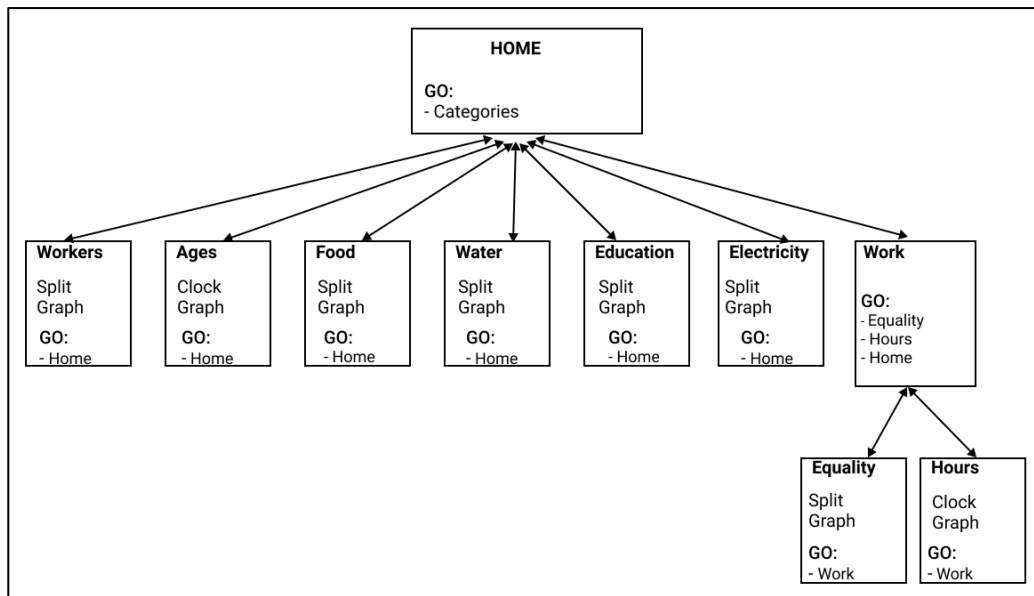 HOME
GO:
- Categories
Workers
Split
Graph
GO:
- Home
Ages
Clock
Graph
GO:
- Home
Food
Split
Graph
GO:
- Home
Water
Split
Graph
GO:
- Home
Education
Split
Graph
GO:
- Home
Electricity
Split
Graph
GO:
- Home
Work
GO:
- Equality
- Hours
- Home
Equality
Split
Graph
GO:
- Work
Hours
Clock
Graph
GO:
- Work